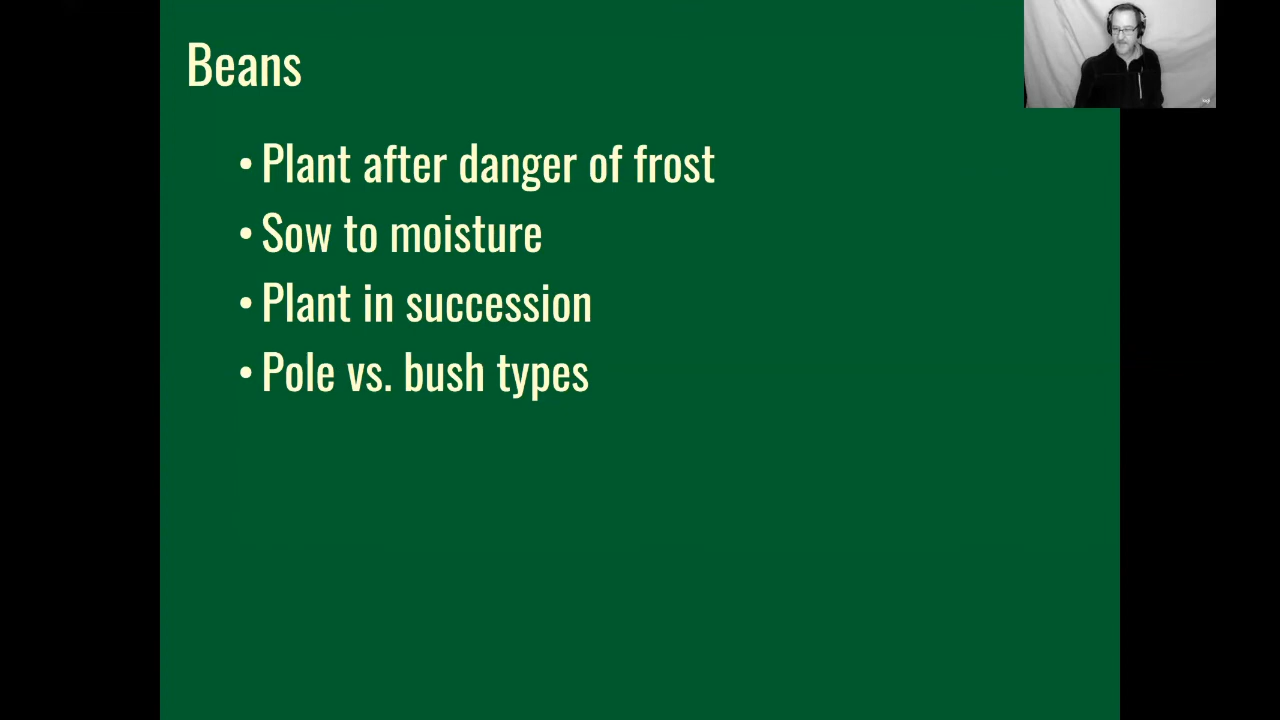 Beans
• Plant after danger of frost
• Sow to moisture
• Plant in succession
• Pole vs. bush types